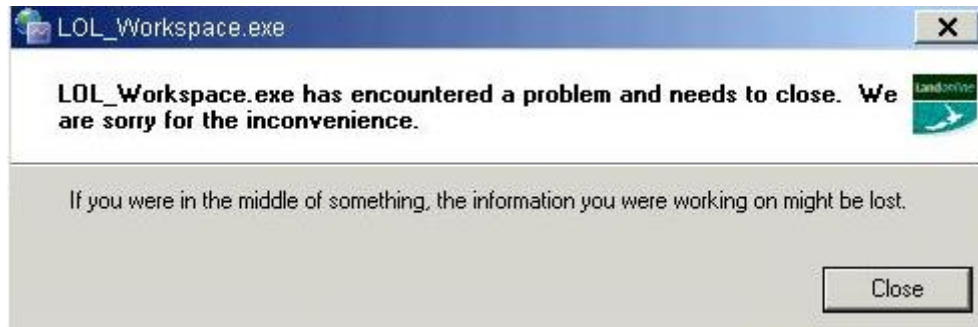 LOL_Workspace.exe
LOL_Workspace.exe has encountered a problem and needs to close. We
are sorry for the inconvenience.
Landonline
If you were in the middle of something, the information you were working on might be lost.
Close